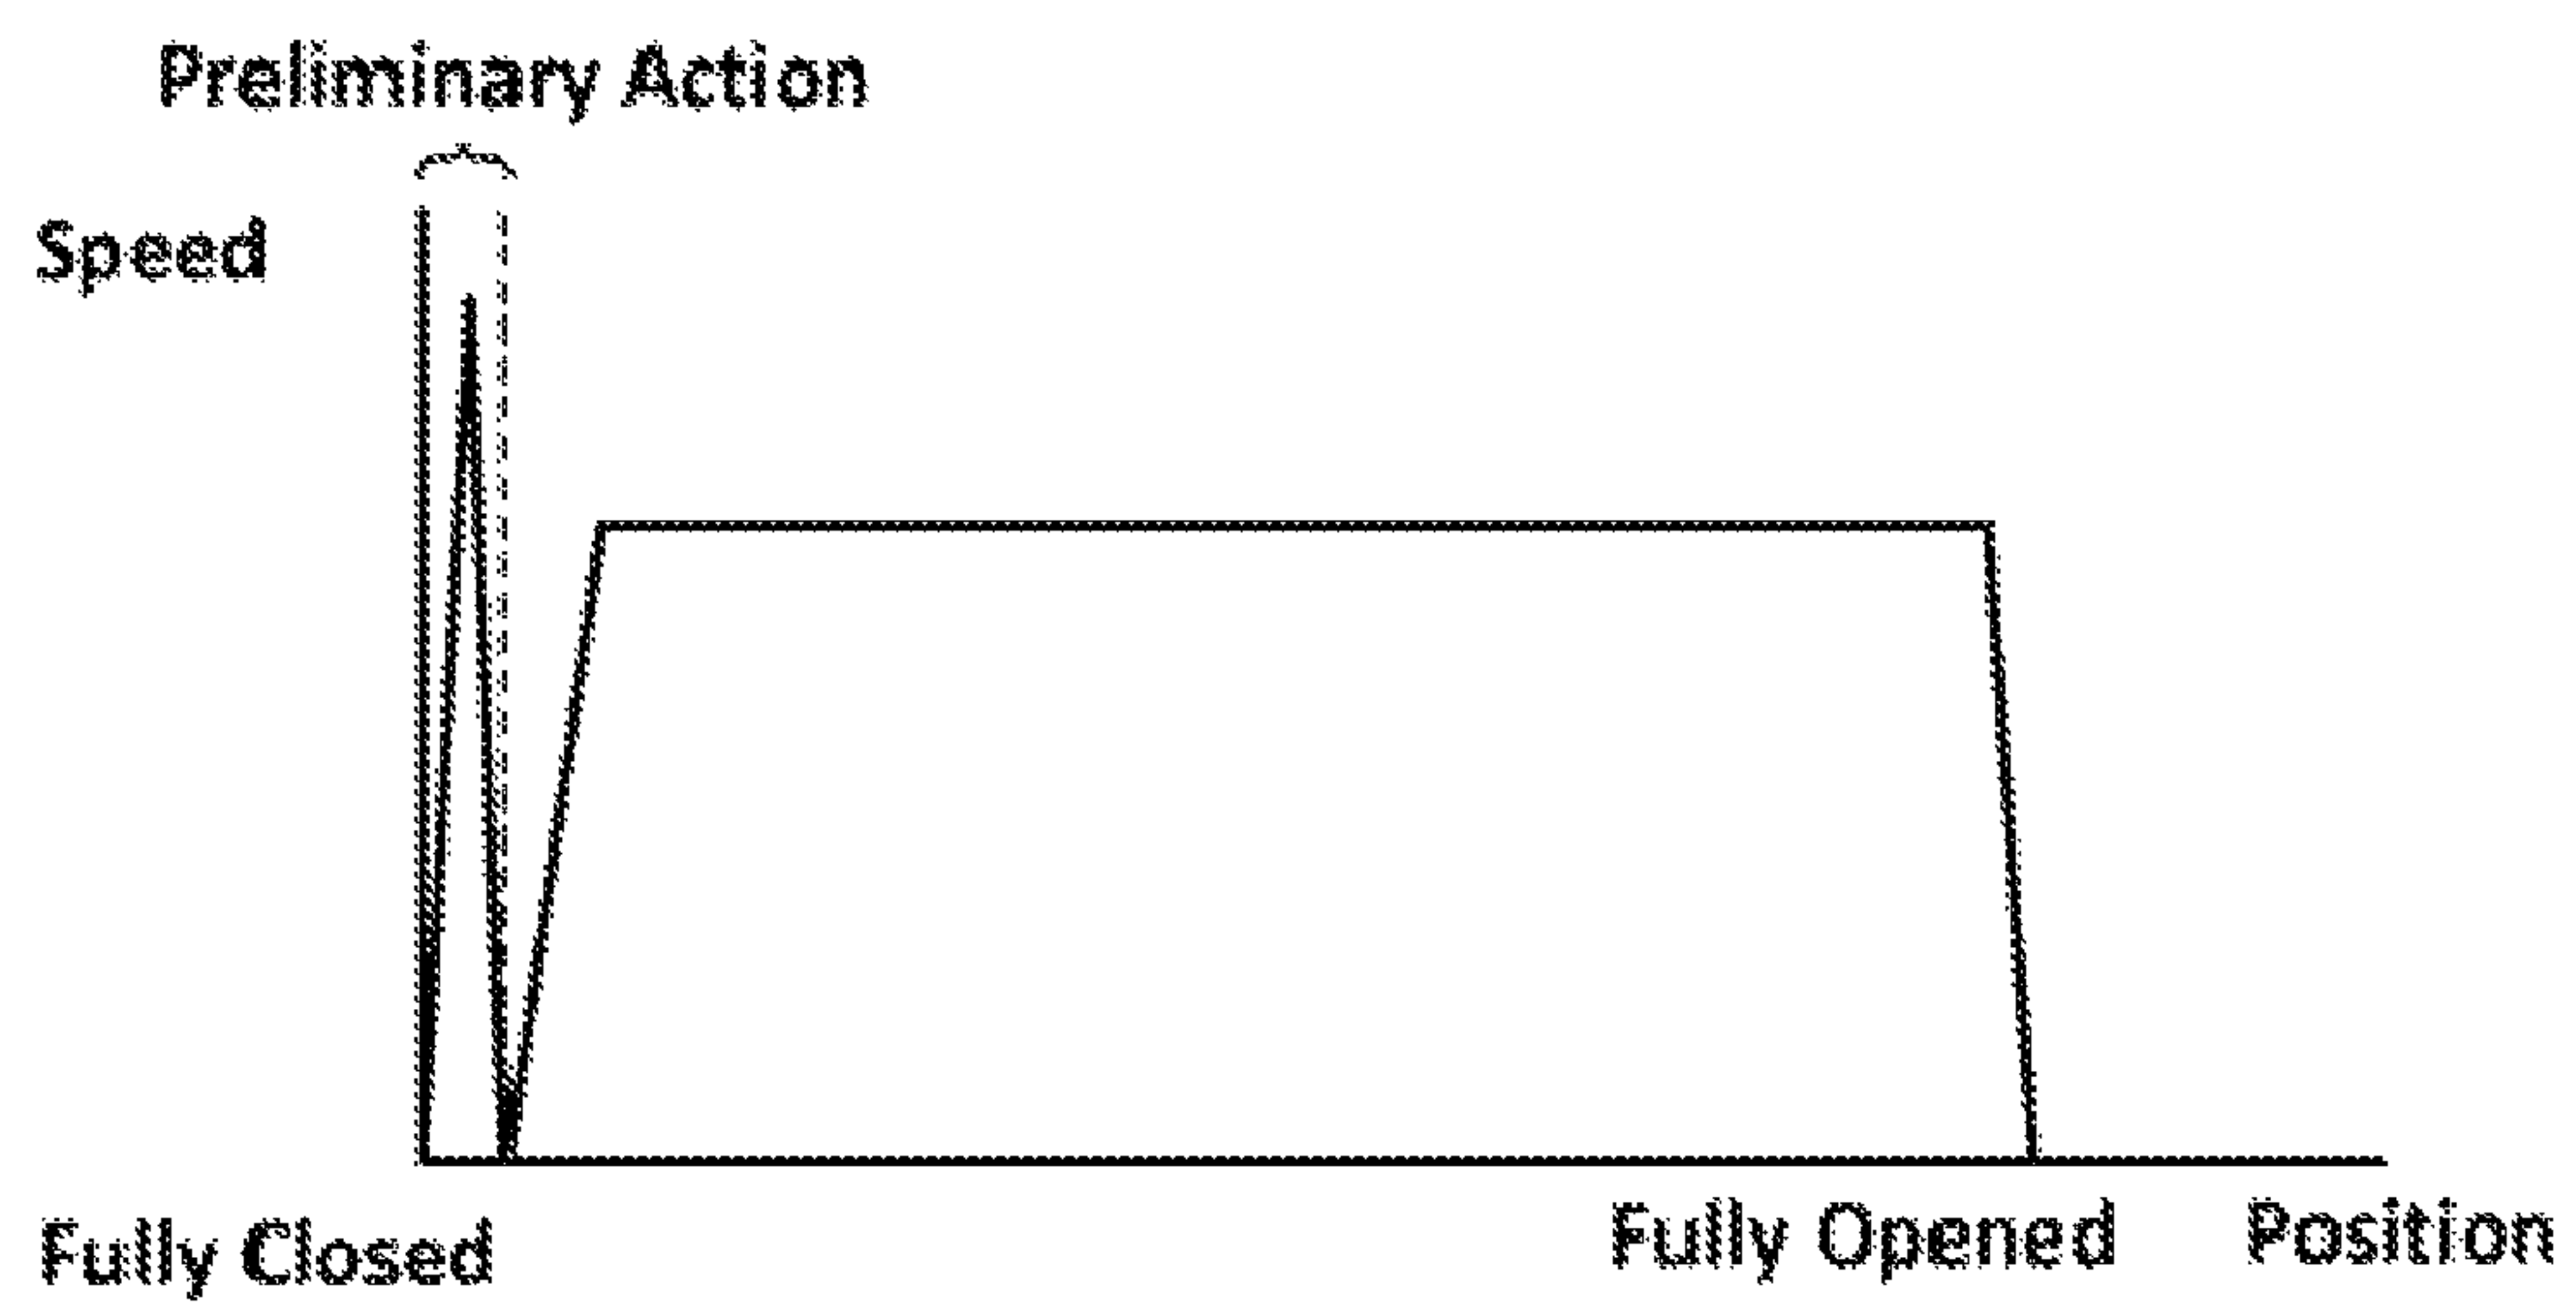 Preliminary Action
Speed
Fully Closed
Fully Opened
Position